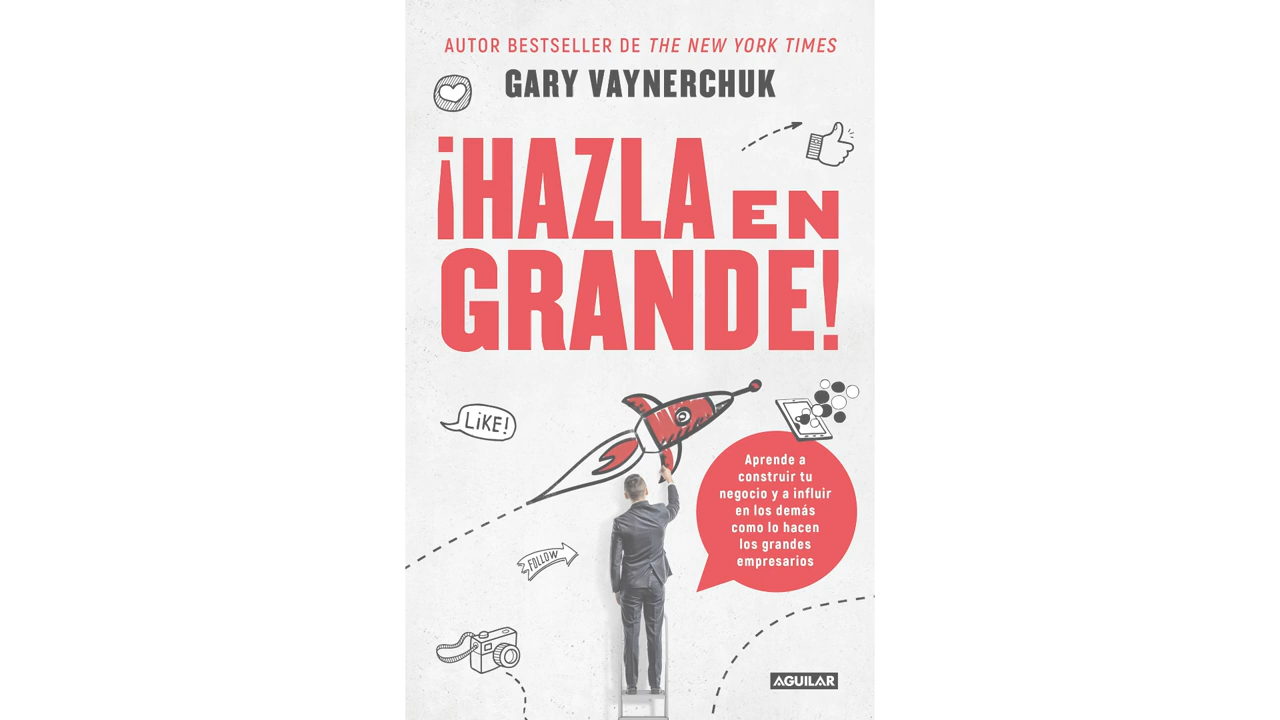 AUTOR BESTSELLER DE THE NEW YORK TIMES
GARY VAYNERCHUK
¡HAZLA EN
GRANDE!
LiKE!
Aprende a
construir tu
negocio y a influir
en los demás
como lo hacen
los grandes
empresarios
FOLLOW
AGUILAR